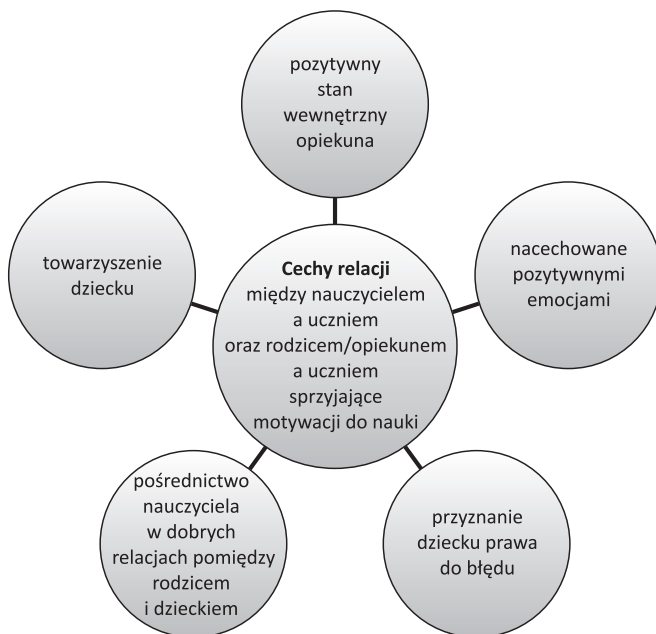 pozytywny
stan
wewnętrzny
opiekuna
towarzyszenie
dziecku
Cechy relacji
między nauczycielem
a uczniem
oraz rodzicem/opiekunem
a uczniem
sprzyjające
motywacji do nauki
nacechowane
pozytywnymi
emocjami
pośrednictwo
nauczyciela
w dobrych
relacjach pomiędzy
rodzicem
i dzieckiem
przyznanie
dziecku prawa
do błędu